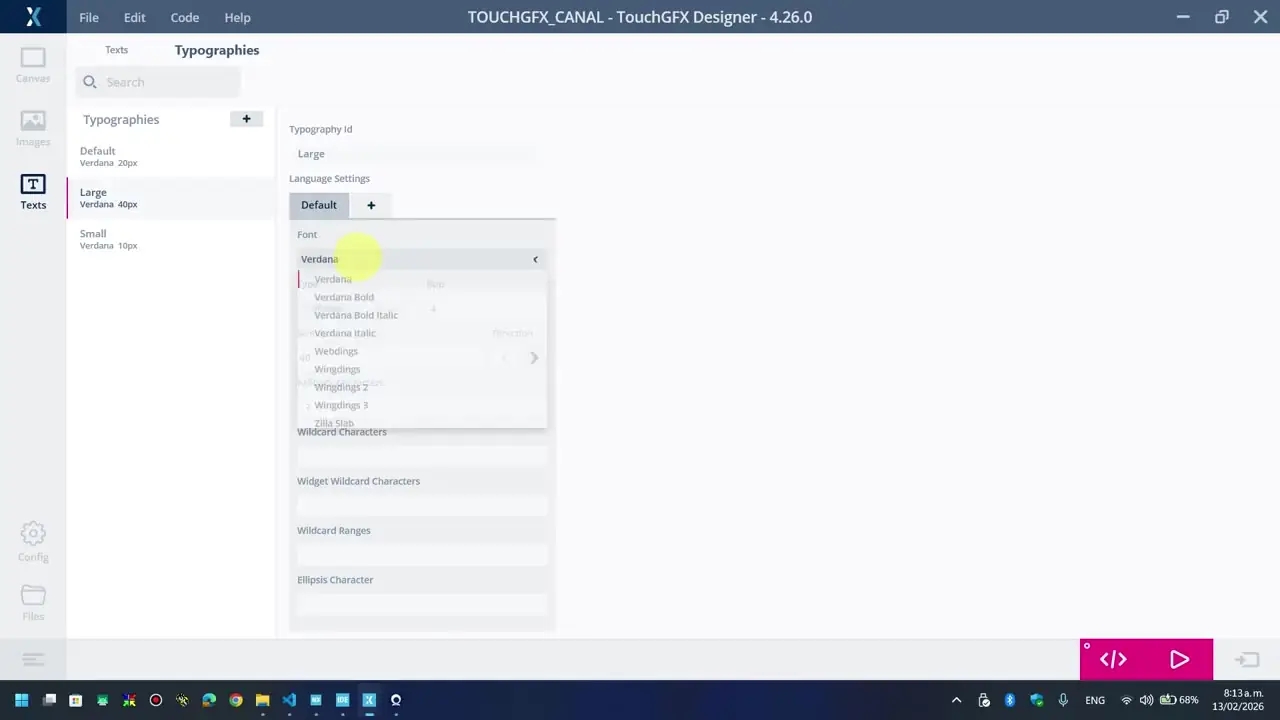 File Edit Code Help
TOUCHGFX_CANAL - TouchGFX Designer - 4.26.0
Texts Typographies
Search
Canvas
Images
Texts
Config
Files
Typographies +
Default
Verdana 20px
Large
Verdana 40px
Small
Verdana 10px
Typography Id
Large
Language Settings
Default +
Font
Verdana
Verdana
Verdana Bold
Verdana Bold Italic
Verdana Italic
Webdings
Wingdings
Wingdings 2
Wingdings 3
Zilla Slab
Bpp
4
40
Wildcard Characters
Widget Wildcard Characters
Wildcard Ranges
Ellipsis Character
ENG
68%
8:13 a.m.
13/02/2026